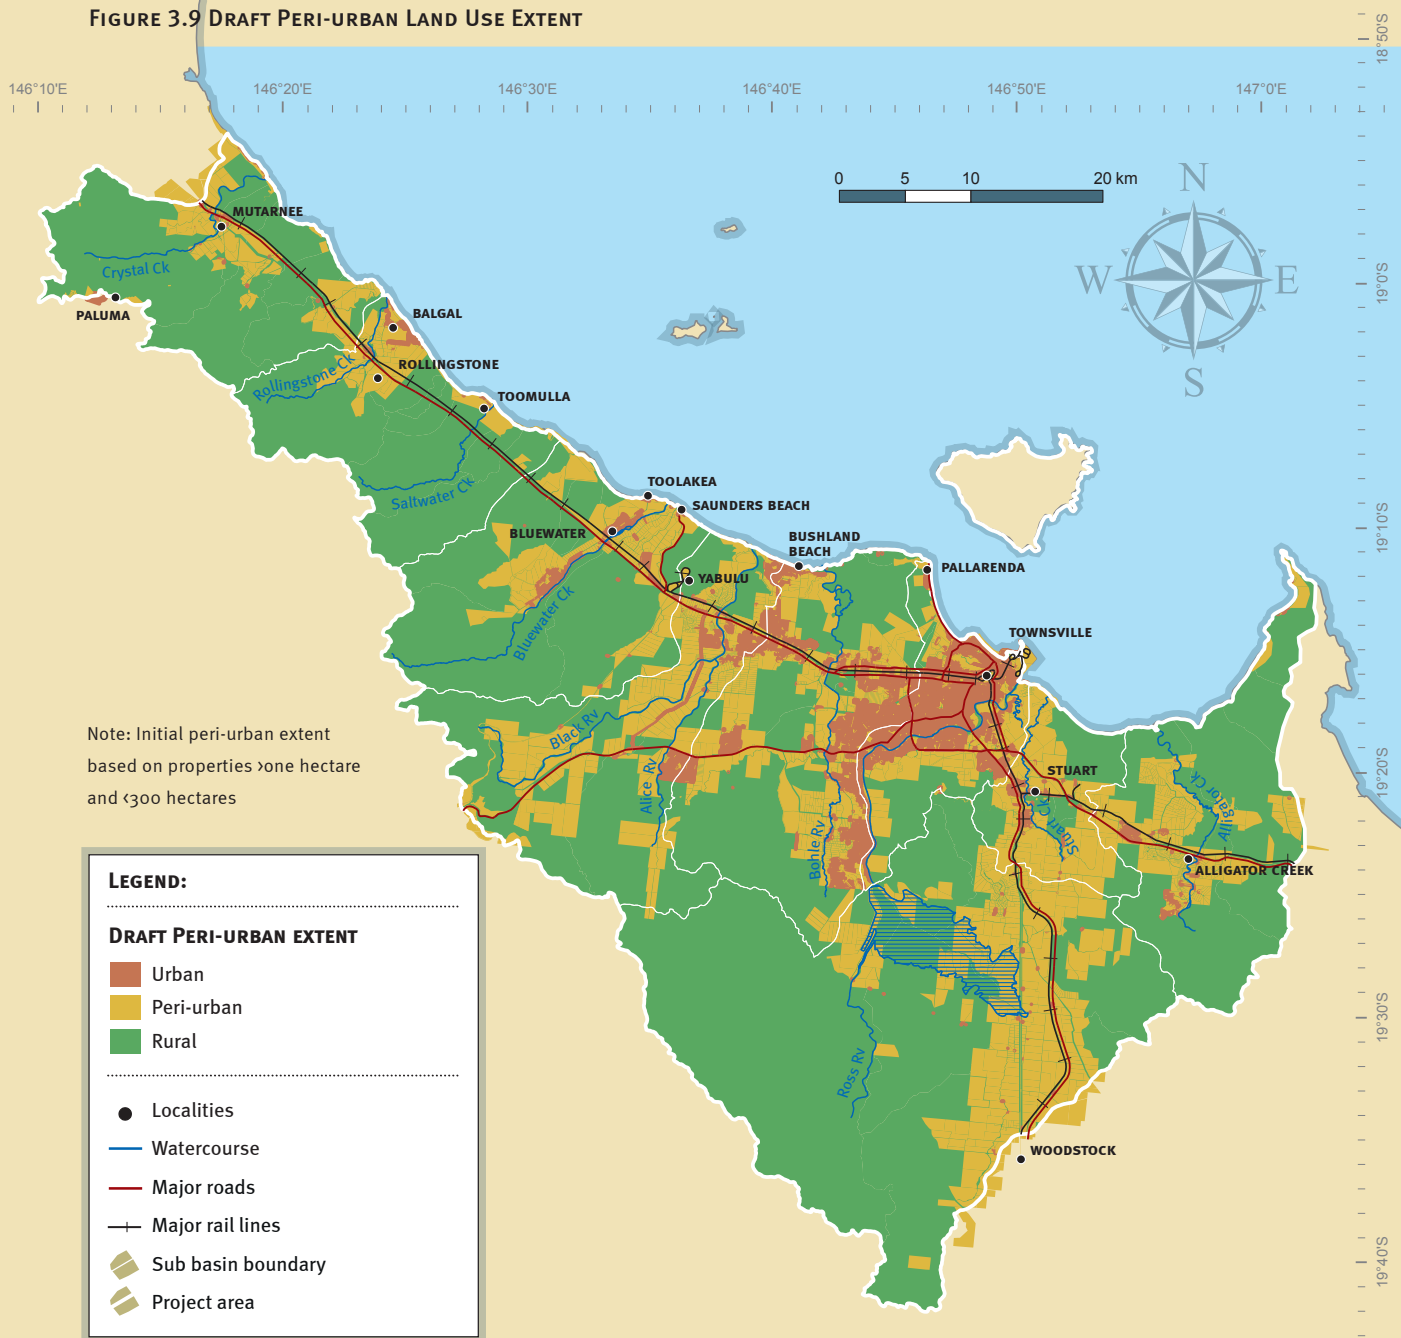 FIGURE 3.9 DRAFT PERI-URBAN LAND USE EXTENT
146°10'E 146°20'E 146°30'E 146°40'E 146°50'E 147°0'E
18°50'S
19°0'S
19°10'S
19°20'S
19°30'S
19°40'S
0 5 10 20 km
N
W E
S
MUTARNEE
Crystal Ck
PALUMA
BALGAL
ROLLINGSTONE
Rollingstone Ck
TOOMULLA
Saltwater Ck
TOOLAKEA
SAUNDERS BEACH
BLUEWATER
BUSHLAND
BEACH
PALLARENDA
YABULU
Bluewater Ck
TOWNSVILLE
Black Rv
Alice Rv
STUART
Stuart Ck
Alligator Ck
Bohle Rv
ALLIGATOR CREEK
Ross Rv
WOODSTOCK
Note: Initial peri-urban extent
based on properties >one hectare
and <300 hectares
LEGEND:
DRAFT PERI-URBAN EXTENT
Urban
Peri-urban
Rural
Localities
Watercourse
Major roads
Major rail lines
Sub basin boundary
Project area